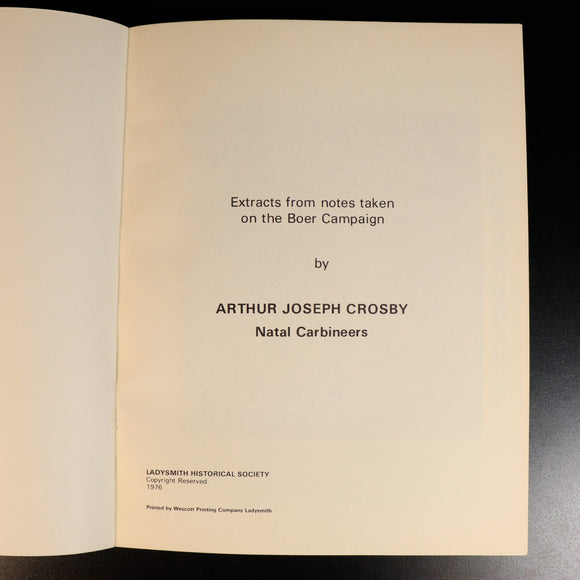 Extracts from notes taken
on the Boer Campaign
by
ARTHUR JOSEPH CROSBY
Natal Carbineers
LADYSMITH HISTORICAL SOCIETY
Copyright Reserved
1976
Printed by Wescott Printing Company Ladysmith